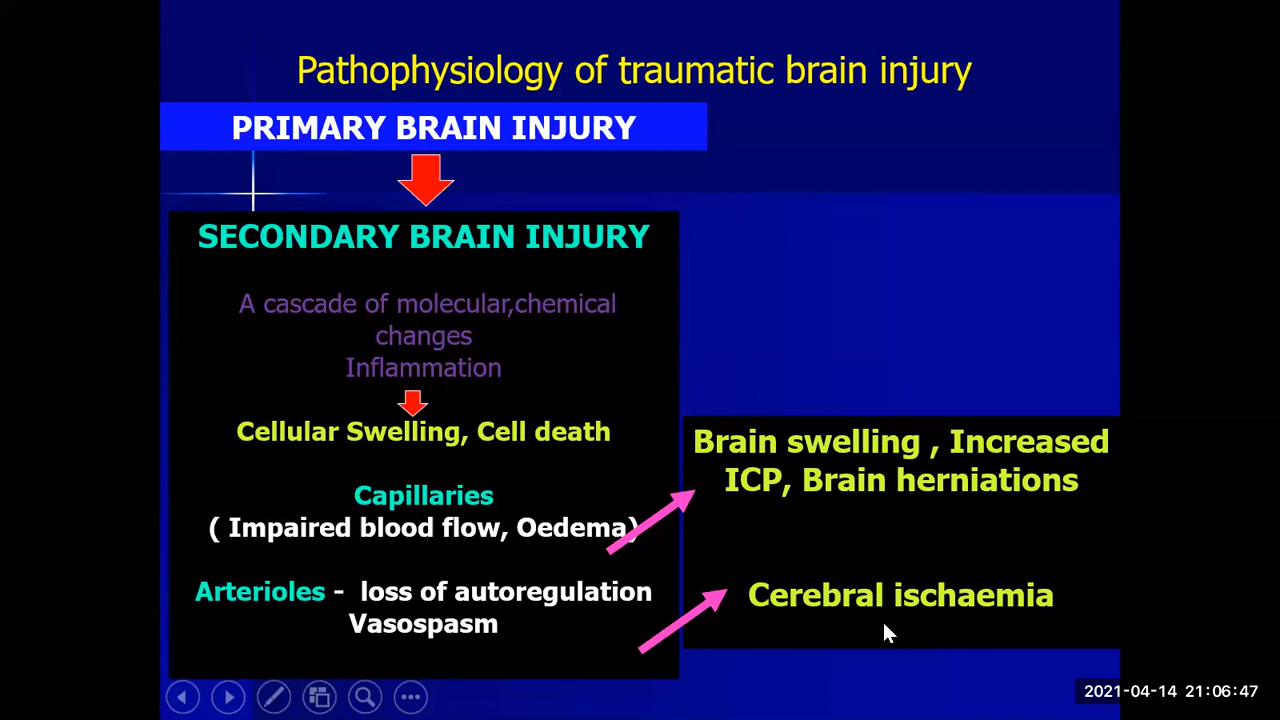 Pathophysiology of traumatic brain injury
PRIMARY BRAIN INJURY
SECONDARY BRAIN INJURY
A cascade of molecular,chemical
changes
Inflammation
Cellular Swelling, Cell death
Capillaries
( Impaired blood flow, Oedema)
Arterioles - loss of autoregulation
Vasospasm
Brain swelling , Increased
ICP, Brain herniations
Cerebral ischaemia
2021-04-14 21:06:47